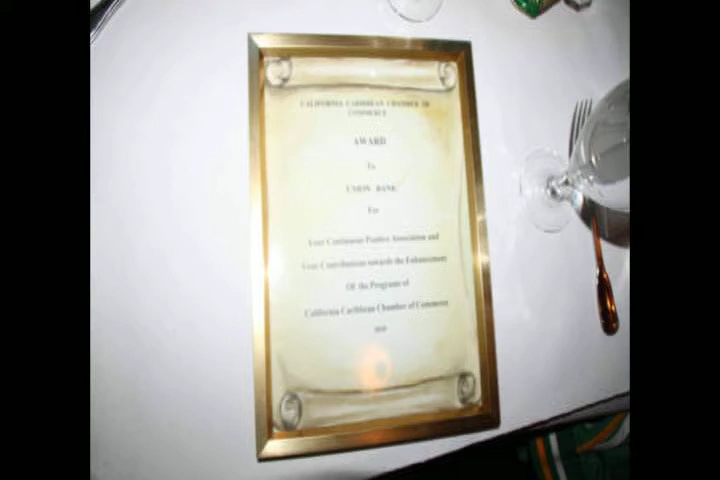 CALIFORNIA CARIBBEAN CHAMBER OF
COMMERCE
AWARD
To
UNION BANK
For
Your Continuous Positive Association and
Your Contributions towards the Enhancement
Of the Programs of
California Caribbean Chamber of Commerce